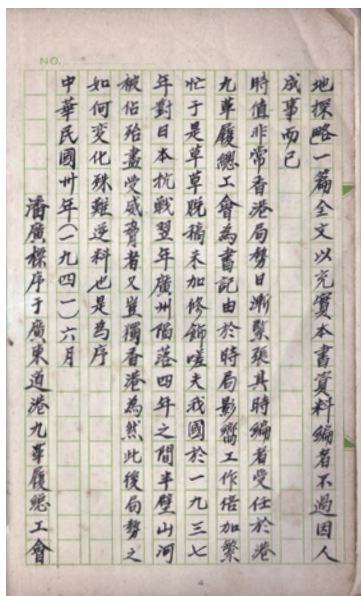 地探略」一篇全文以充實本書資料編者不過因人
成事而已
時值非常香港局勢日漸緊張其時編者受任於港
九革履總工會為書記由於時局影響工作倍加繁
忙于是草草脫稿未加修飾嗟夫我國於一九三七
年對日本抗戰翌年廣州陷落四年之間半壁山河
被佔殆盡受威脅者又豈獨香港為然此後局勢之
如何變化殊難逆料也是為序
中華民國卅年(一九四一)六月
潘廣標序于廣東道港九革履總工會
NO.